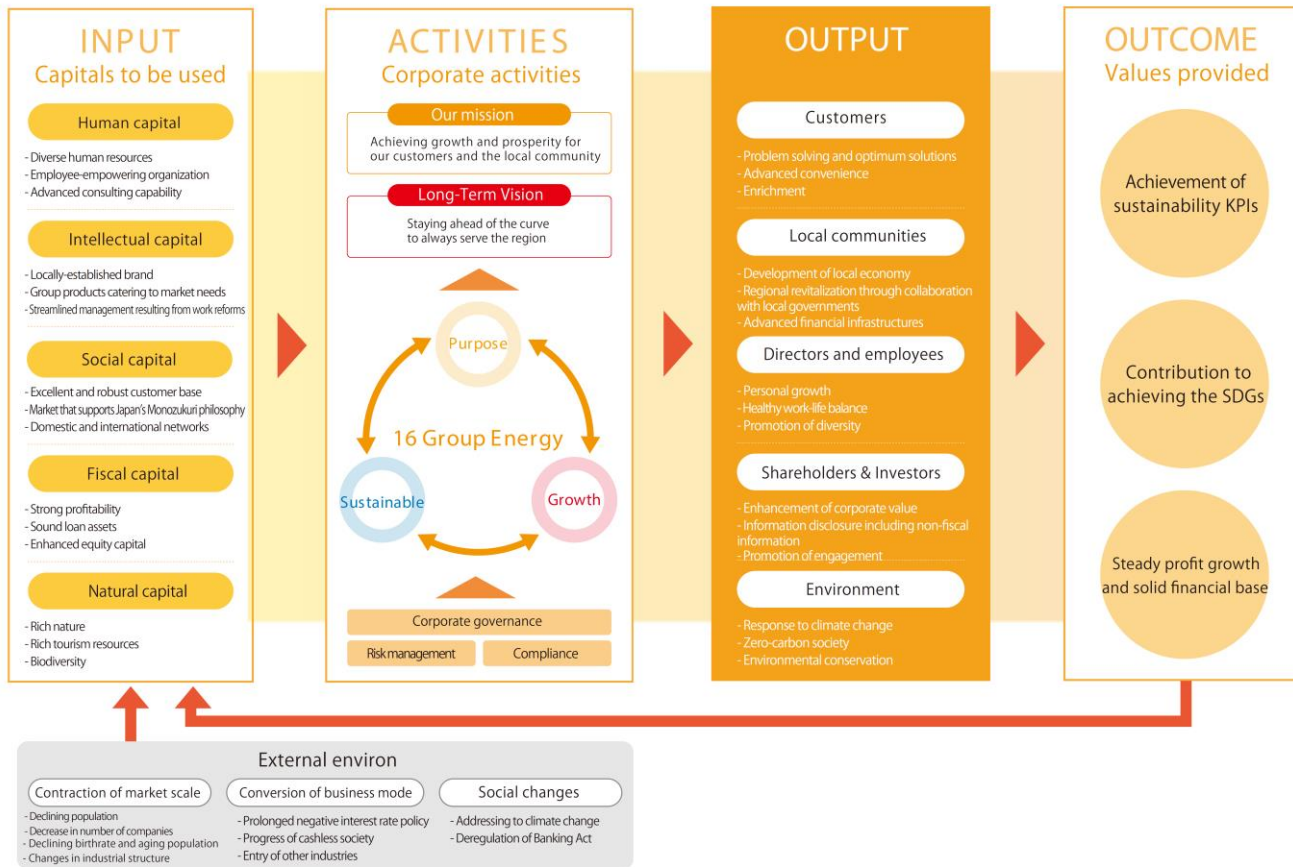 INPUT
Capitals to be used
Human capital
- Diverse human resources
- Employee-empowering organization
- Advanced consulting capability
Intellectual capital
- Locally-established brand
- Group products catering to market needs
- Streamlined management resulting from work reforms
Social capital
- Excellent and robust customer base
- Market that supports Japan's Monozukuri philosophy
- Domestic and international networks
Fiscal capital
- Strong profitability
- Sound loan assets
- Enhanced equity capital
Natural capital
- Rich nature
- Rich tourism resources
- Biodiversity
ACTIVITIES
Corporate activities
Our mission
Achieving growth and prosperity for
our customers and the local community
Long-Term Vision
Staying ahead of the curve
to always serve the region
Purpose
16 Group Energy
Sustainable
Growth
Corporate governance
Risk management
Compliance
OUTPUT
Customers
- Problem solving and optimum solutions
- Advanced convenience
- Enrichment
Local communities
- Development of local economy
- Regional revitalization through collaboration
with local governments
- Advanced financial infrastructures
Directors and employees
- Personal growth
- Healthy work-life balance
- Promotion of diversity
Shareholders & Investors
- Enhancement of corporate value
- Information disclosure including non-fiscal
information
- Promotion of engagement
Environment
- Response to climate change
- Zero-carbon society
- Environmental conservation
OUTCOME
Values provided
Achievement of
sustainability KPIs
Contribution to
achieving the SDGs
Steady profit growth
and solid financial base
External environ
Contraction of market scale
- Declining population
- Decrease in number of companies
- Declining birthrate and aging population
- Changes in industrial structure
Conversion of business mode
- Prolonged negative interest rate policy
- Progress of cashless society
- Entry of other industries
Social changes
- Addressing to climate change
- Deregulation of Banking Act